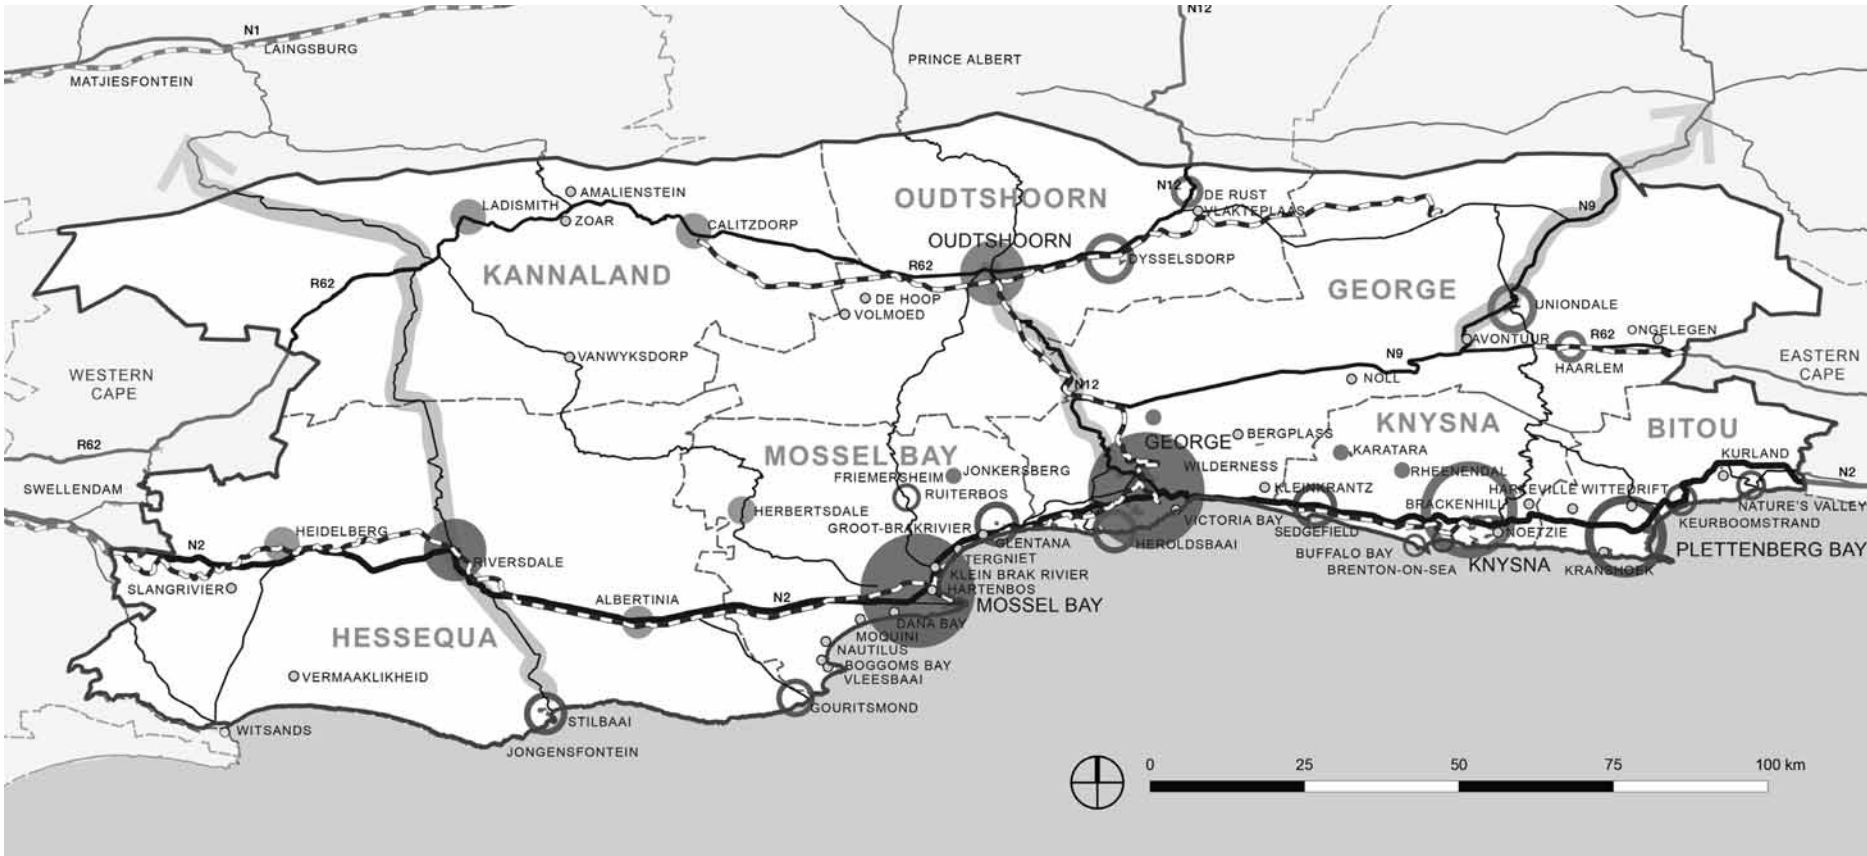 N12
N1
LAINGSBURG
MATJIESFONTEIN
PRINCE ALBERT
AMALIENSTEIN
LADISMITH
ZOAR
CALITZDORP
OUDTSHOORN
OUDTSHOORN
N12
DE RUST
VLAKTEPLAAS
N9
KANNALAND
R62
R62
DYSSELSDORP
GEORGE
DE HOOP
VOLMOED
UNIONDALE
AVONTUUR
R62
ONGELEGEN
HAARLEM
EASTERN
CAPE
WESTERN
CAPE
VANWYKSDORP
N12
N9
NOLL
R62
SWELLENDAM
MOSSEL BAY
FRIEMERSHEIM
JONKERSBERG
RUITERBOS
GROOT-BRAKRIVIER
GEORGE
WILDERNESS
BERGPLASS
KNYSNA
KARATARA
RHEENENDAL
BITOU
KURLAND
N2
KLEINKRANTZ
HARKEVILLE
WITTEDRIFT
BRACKENHILL
NATURE'S VALLEY
KEURBOOMSTRAND
VICTORIA BAY
SEDGEFIELD
NOETZIE
PLETTENBERG BAY
HEROLDSBAAI
BUFFALO BAY
BRENTON-ON-SEA
KNYSNA
KRANSHOEK
HERBERTSDALE
HEIDELBERG
N2
SLANGRIVIER
RIVERSDALE
GLENTANA
TERGNIET
KLEIN BRAK RIVIER
HARTENBOS
MOSSEL BAY
ALBERTINIA
N2
DANA BAY
MOQUINI
NAUTILUS
BOGGOMS BAY
VLEESBAAI
HESSEQUA
VERMAAKLIKHEID
GOURITSMOND
WITSANDS
STILBAAI
JONGENSFONTEIN
0 25 50 75 100 km